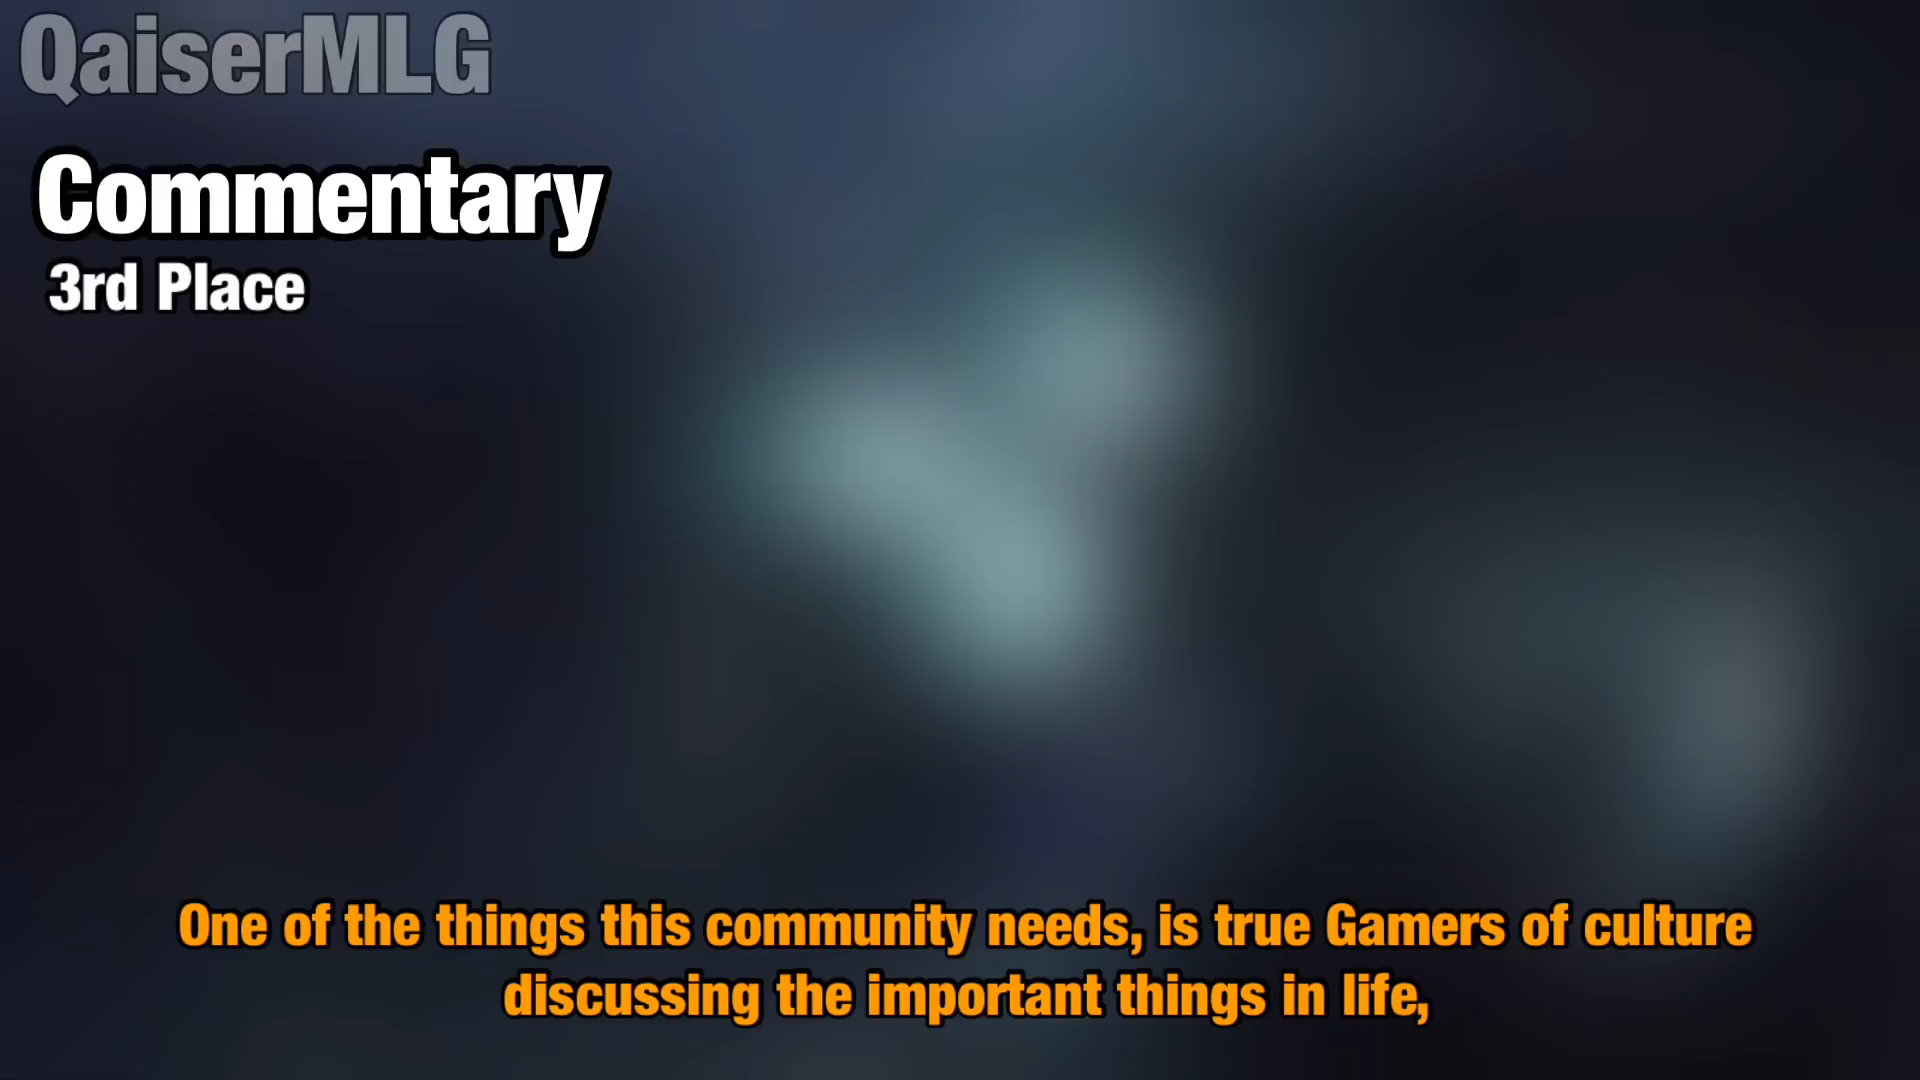 QaiserMLG
Commentary
3rd Place
One of the things this community needs, is true Gamers of culture
discussing the important things in life,